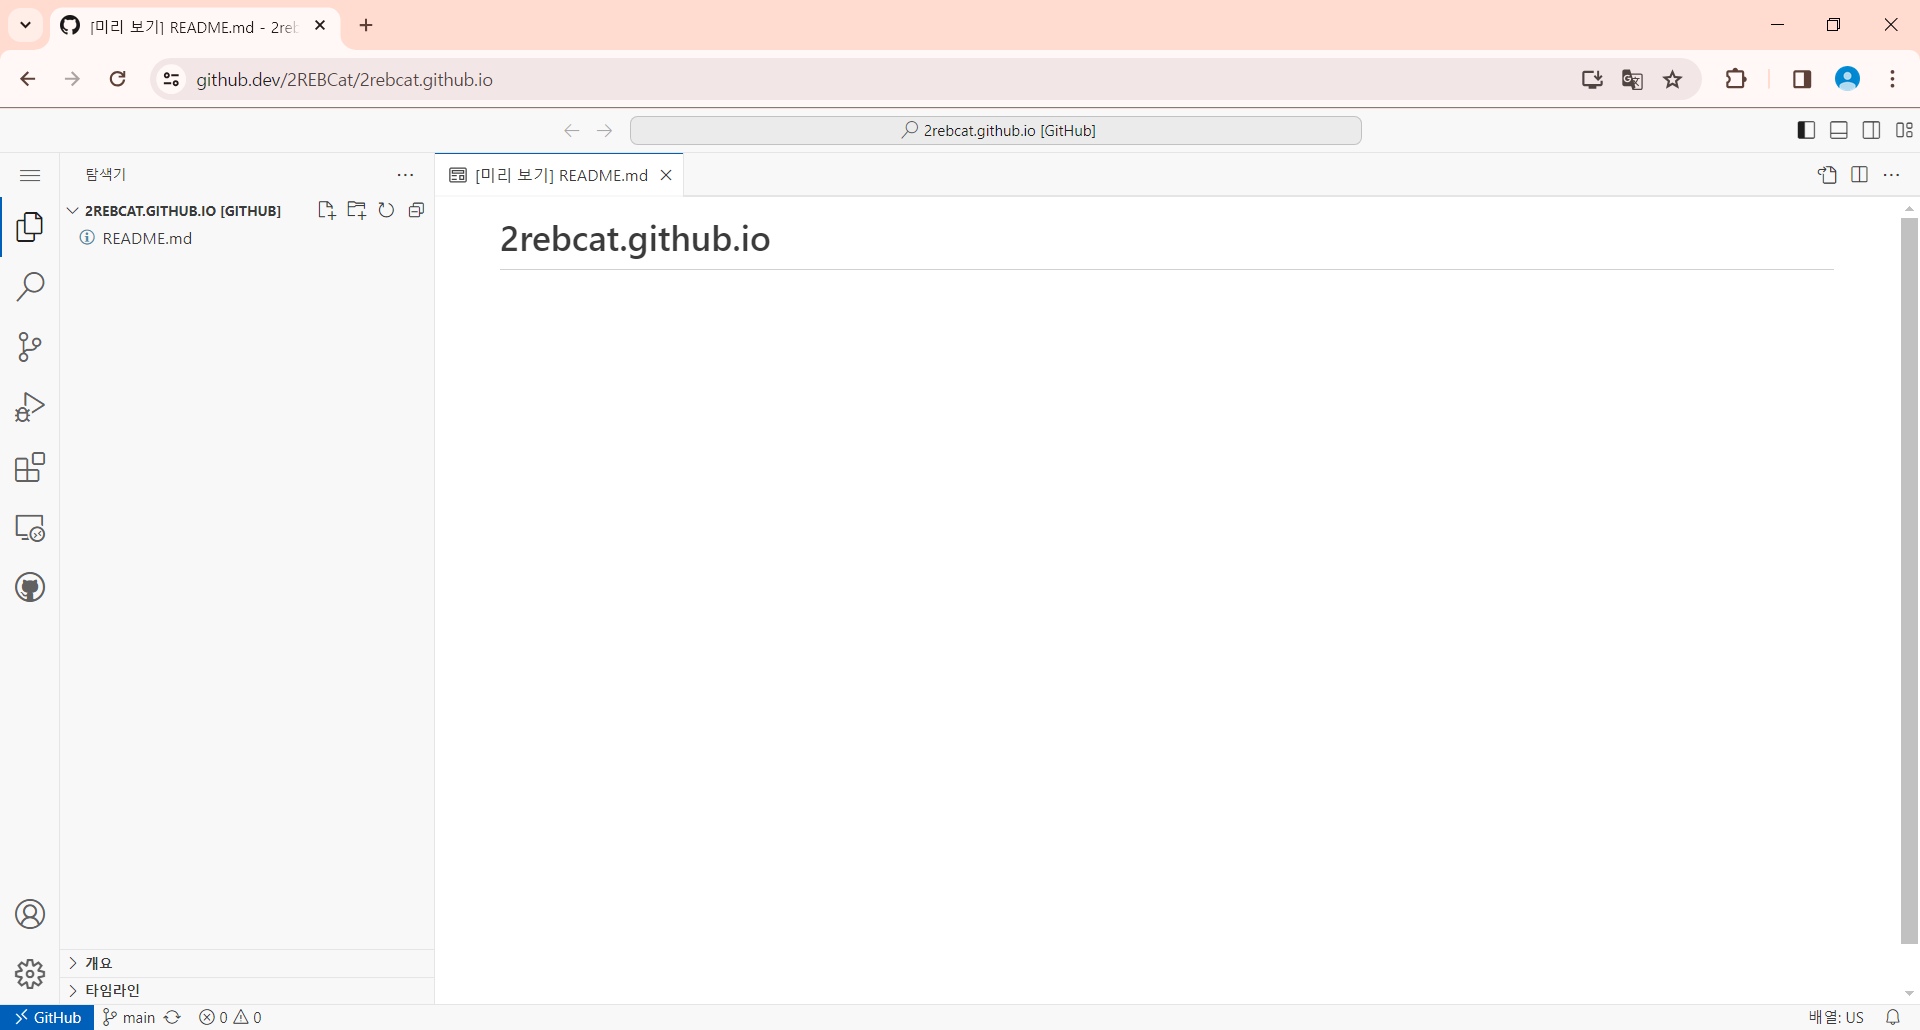 [미리 보기] README.md - 2reb
github.dev/2REBCat/2rebcat.github.io
2rebcat.github.io [GitHub]
탐색기
[미리 보기] README.md
2REBCAT.GITHUB.IO [GITHUB]
README.md
2rebcat.github.io
개요
타임라인
GitHub main 0 0 배열: US